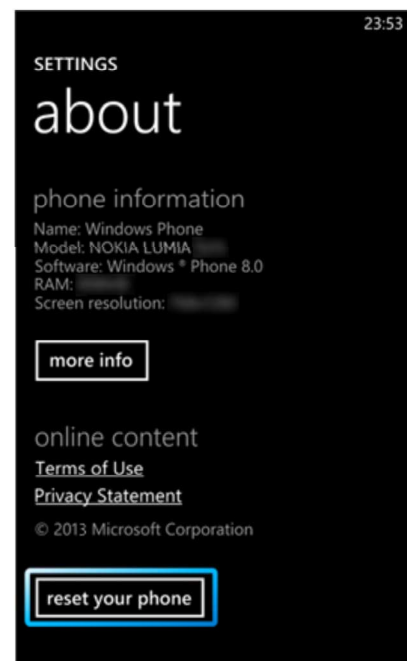 23:53
SETTINGS
about
phone information
Name: Windows Phone
Model: NOKIA LUMIA
Software: Windows ® Phone 8.0
RAM:
Screen resolution:
more info
online content
Terms of Use
Privacy Statement
© 2013 Microsoft Corporation
reset your phone